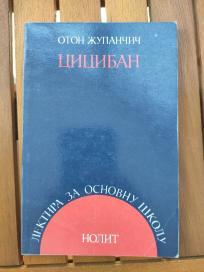 ОТОН ЖУПАНЧИЧ
ЦИЦИБАН
ЛЕКТИРА ЗА ОСНОВНУ ШКОЛУ
НОЛИТ